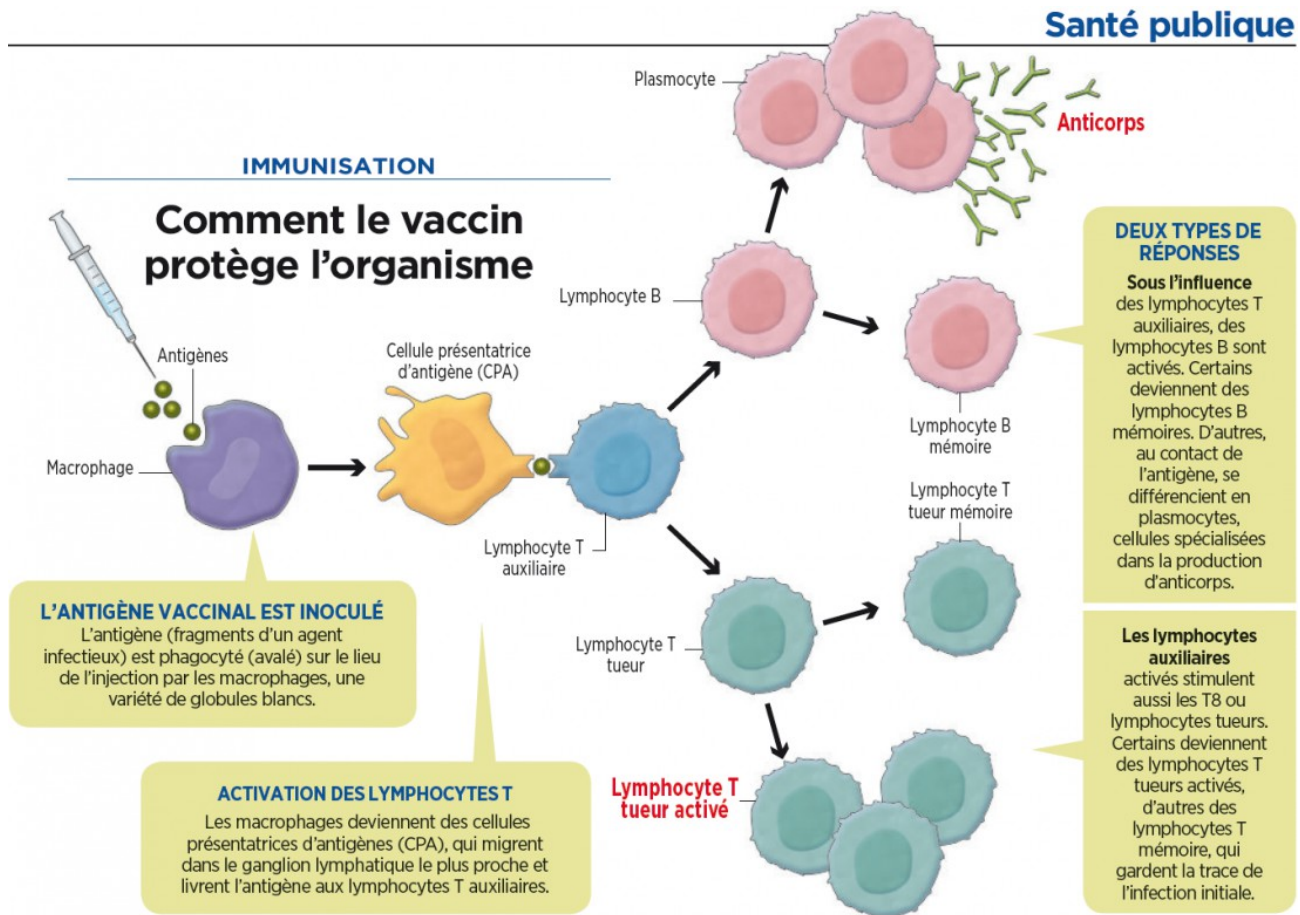 Santé publique
IMMUNISATION
Comment le vaccin
protège l'organisme
Antigènes
Macrophage
Cellule présentatrice
d'antigène (CPA)
Lymphocyte T
auxiliaire
Lymphocyte B
Plasmocyte
Anticorps
Lymphocyte B
mémoire
Lymphocyte T
tueur mémoire
Lymphocyte T
tueur
Lymphocyte T
tueur activé
L'ANTIGÈNE VACCINAL EST INOCULÉ
L'antigène (fragments d'un agent
infectieux) est phagocyté (avalé) sur le lieu
de l'injection par les macrophages, une
variété de globules blancs.
ACTIVATION DES LYMPHOCYTES T
Les macrophages deviennent des cellules
présentatrices d'antigènes (CPA), qui migrent
dans le ganglion lymphatique le plus proche et
livrent l'antigène aux lymphocytes T auxiliaires.
DEUX TYPES DE
RÉPONSES
Sous l'influence
des lymphocytes T
auxiliaires, des
lymphocytes B sont
activés. Certains
deviennent des
lymphocytes B
mémoires. D'autres,
au contact de
l'antigène, se
différencient en
plasmocytes,
cellules spécialisées
dans la production
d'anticorps.
Les lymphocytes
auxiliaires
activés stimulent
aussi les T8 ou
lymphocytes tueurs.
Certains deviennent
des lymphocytes T
tueurs activés,
d'autres des
lymphocytes T
mémoire, qui
gardent la trace de
l'infection initiale.